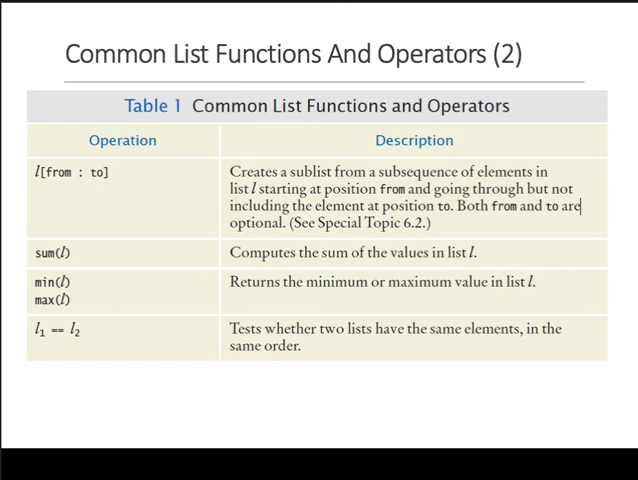 Common List Functions And Operators (2)
Table 1 Common List Functions and Operators
Operation Description
l[from : to] Creates a sublist from a subsequence of elements in
list l starting at position from and going through but not
including the element at position to. Both from and to are
optional. (See Special Topic 6.2.)
sum(l) Computes the sum of the values in list l.
min(l) Returns the minimum or maximum value in list l.
max(l)
l₁ == l₂ Tests whether two lists have the same elements, in the
same order.